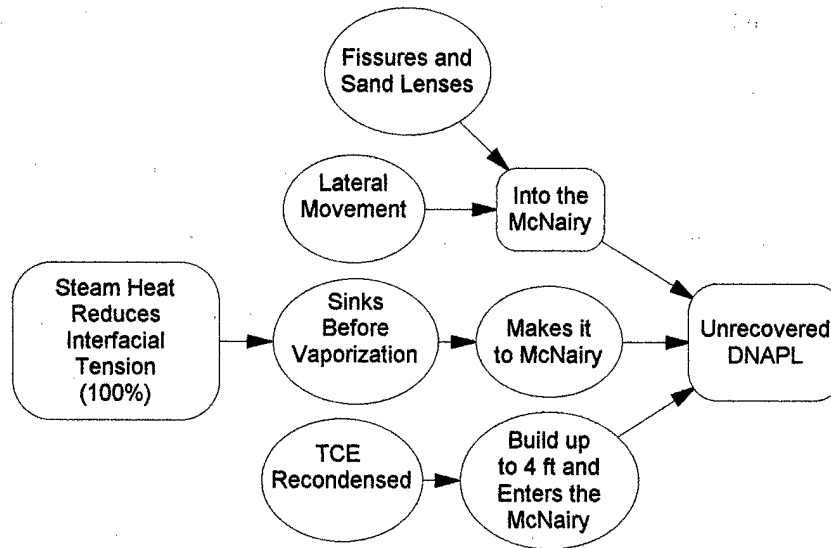 Fissures and
Sand Lenses
Lateral
Movement
Into the
McNairy
Steam Heat
Reduces
Interfacial
Tension
(100%)
Sinks
Before
Vaporization
Makes it
to McNairy
Unrecovered
DNAPL
TCE
Recondensed
Build up
to 4 ft and
Enters the
McNairy